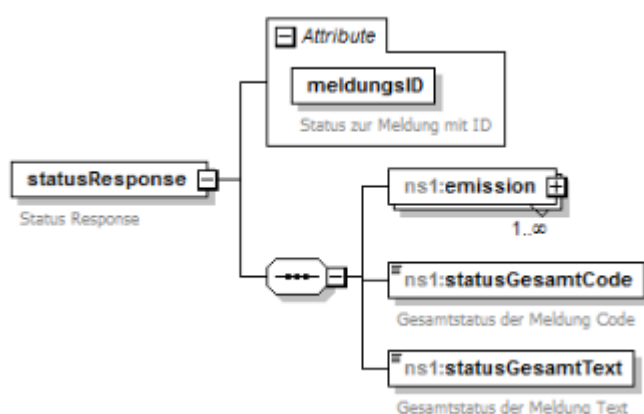 Attribute
meldungsID
Status zur Meldung mit ID
statusResponse
Status Response
ns1:emission
1..∞
ns1:statusGesamtCode
Gesamtstatus der Meldung Code
ns1:statusGesamtText
Gesamtstatus der Meldung Text